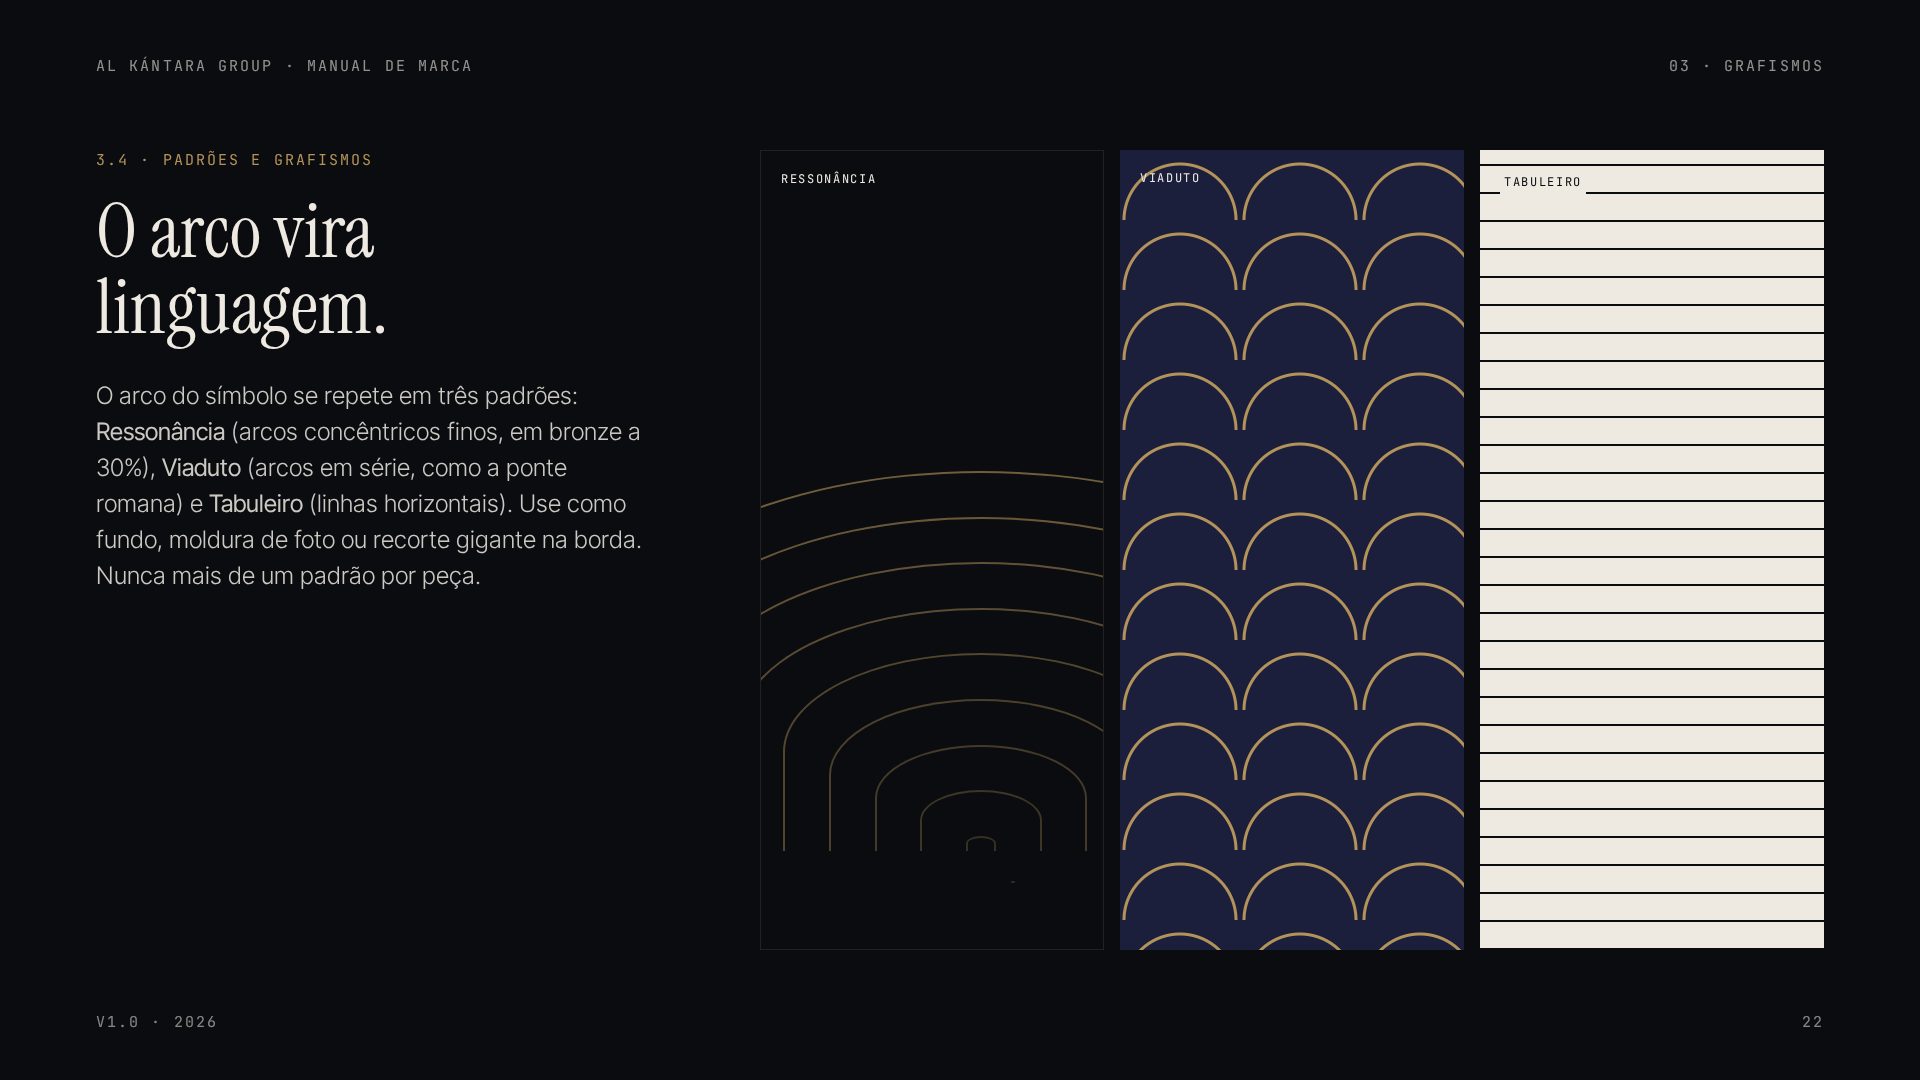 AL KÁNTARA GROUP · MANUAL DE MARCA
03 · GRAFISMOS
3.4 · PADRÕES E GRAFISMOS
O arco vira
linguagem.
O arco do símbolo se repete em três padrões:
Ressonância (arcos concêntricos finos, em bronze a
30%), Viaduto (arcos em série, como a ponte
romana) e Tabuleiro (linhas horizontais). Use como
fundo, moldura de foto ou recorte gigante na borda.
Nunca mais de um padrão por peça.
RESSONÂNCIA
VIADUTO
TABULEIRO
V1.0 · 2026
22